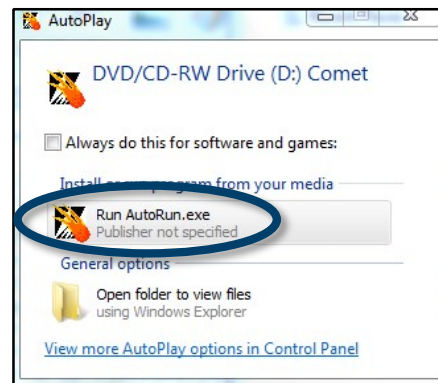 AutoPlay
DVD/CD-RW Drive (D:) Comet
Always do this for software and games:
Install or run program from your media
Run AutoRun.exe
Publisher not specified
General options
Open folder to view files
using Windows Explorer
View more AutoPlay options in Control Panel